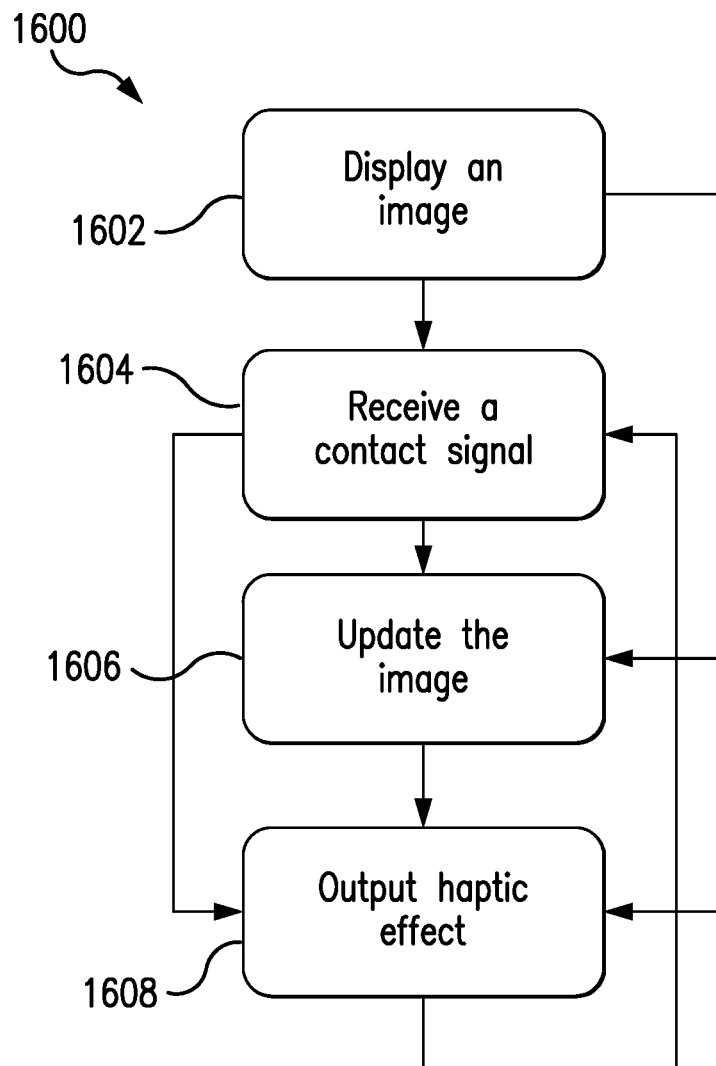 1600
Display an
image
1602
1604
Receive a
contact signal
Update the
image
1606
Output haptic
effect
1608